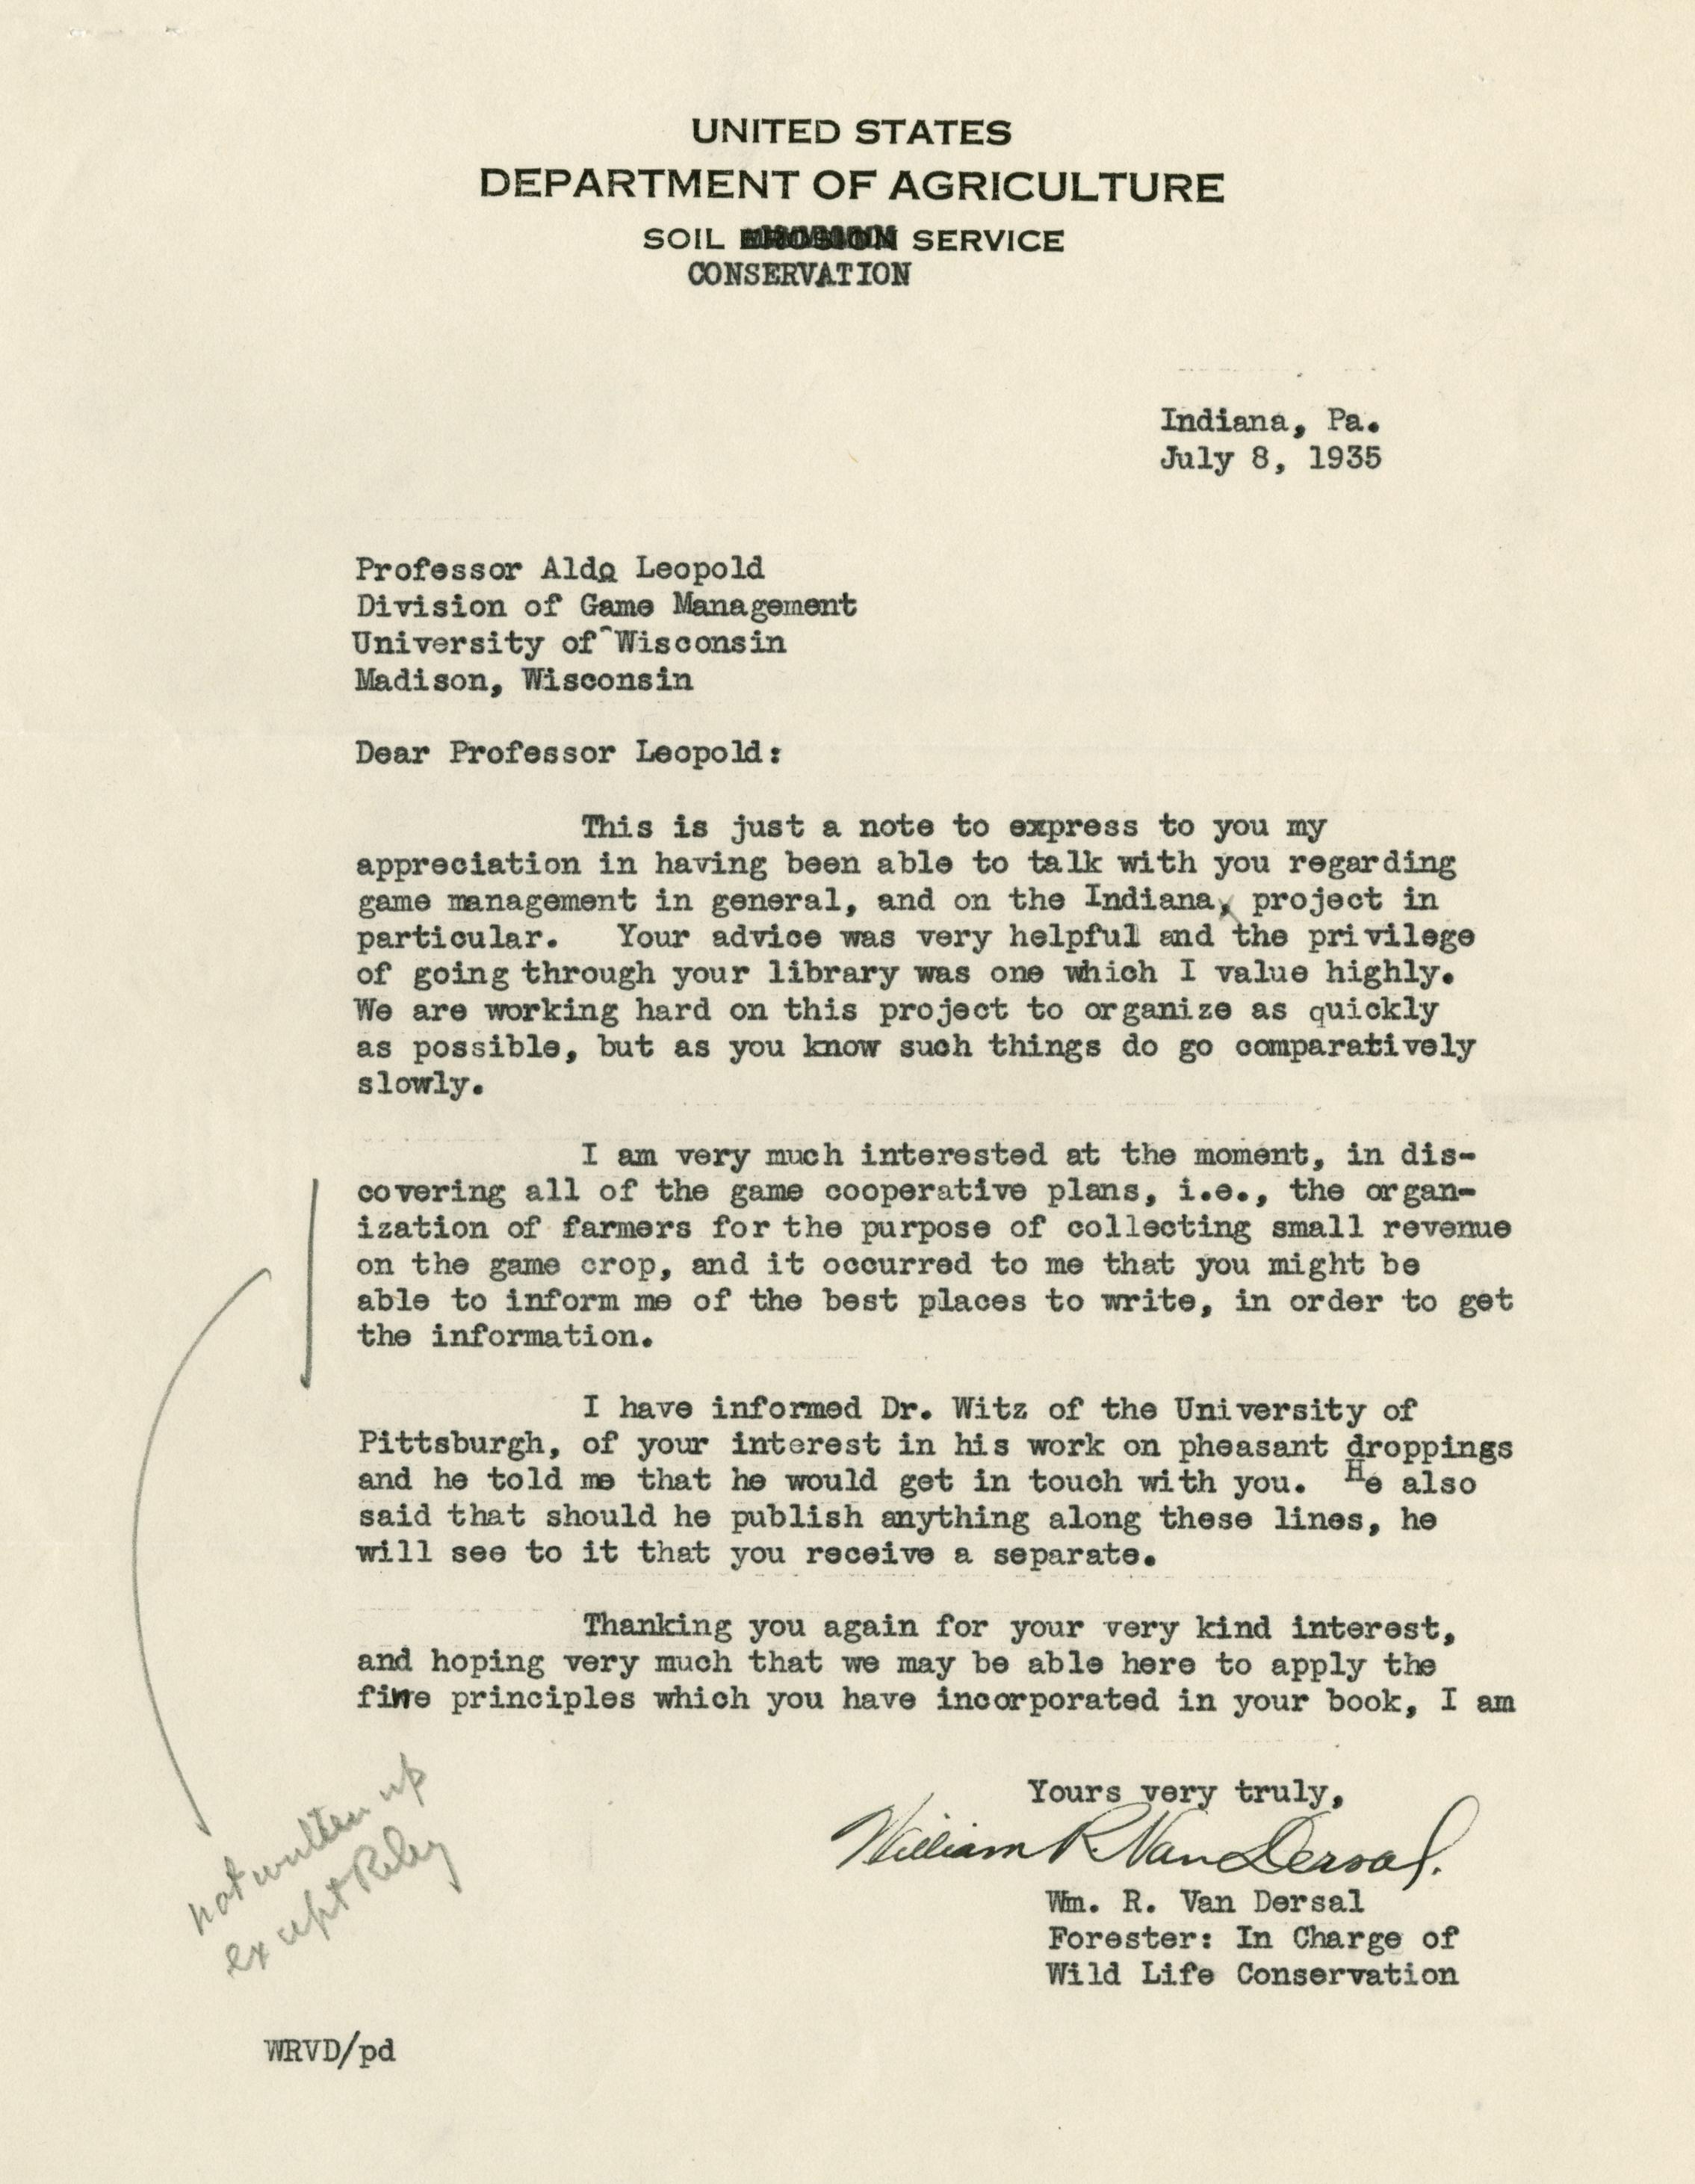 UNITED STATES
DEPARTMENT OF AGRICULTURE
SOIL EROSION SERVICE
CONSERVATION
Indiana, Pa.
July 8, 1935
Professor Aldo Leopold
Division of Game Management
University of Wisconsin
Madison, Wisconsin
Dear Professor Leopold:
This is just a note to express to you my
appreciation in having been able to talk with you regarding
game management in general, and on the Indiana, project in
particular. Your advice was very helpful and the privilege
of going through your library was one which I value highly.
We are working hard on this project to organize as quickly
as possible, but as you know such things do go comparatively
slowly.
I am very much interested at the moment, in dis-
covering all of the game cooperative plans, i.e., the organ-
ization of farmers for the purpose of collecting small revenue
on the game crop, and it occurred to me that you might be
able to inform me of the best places to write, in order to get
the information.
I have informed Dr. Witz of the University of
Pittsburgh, of your interest in his work on pheasant droppings
and he told me that he would get in touch with you. He also
said that should he publish anything along these lines, he
will see to it that you receive a separate.
Thanking you again for your very kind interest,
and hoping very much that we may be able here to apply the
fine principles which you have incorporated in your book, I am
Yours very truly,
William R. Van Dersal.
Wm. R. Van Dersal
Forester: In Charge of
Wild Life Conservation
not written up
except Riley
WRVD/pd